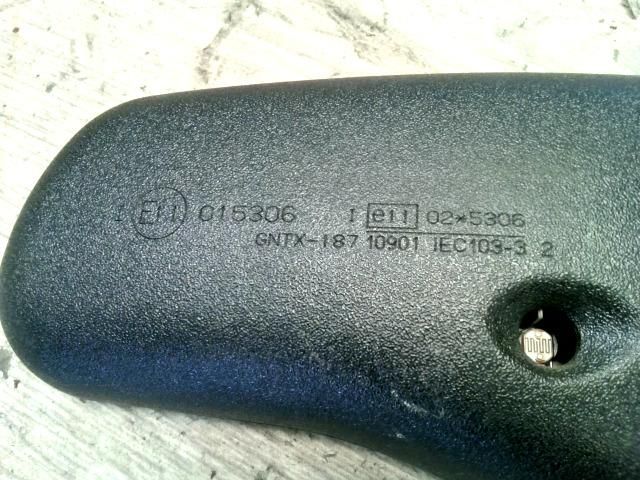 I E11 015306 I e11 02*5306
GNTX-187 10901 IEC103-3 2